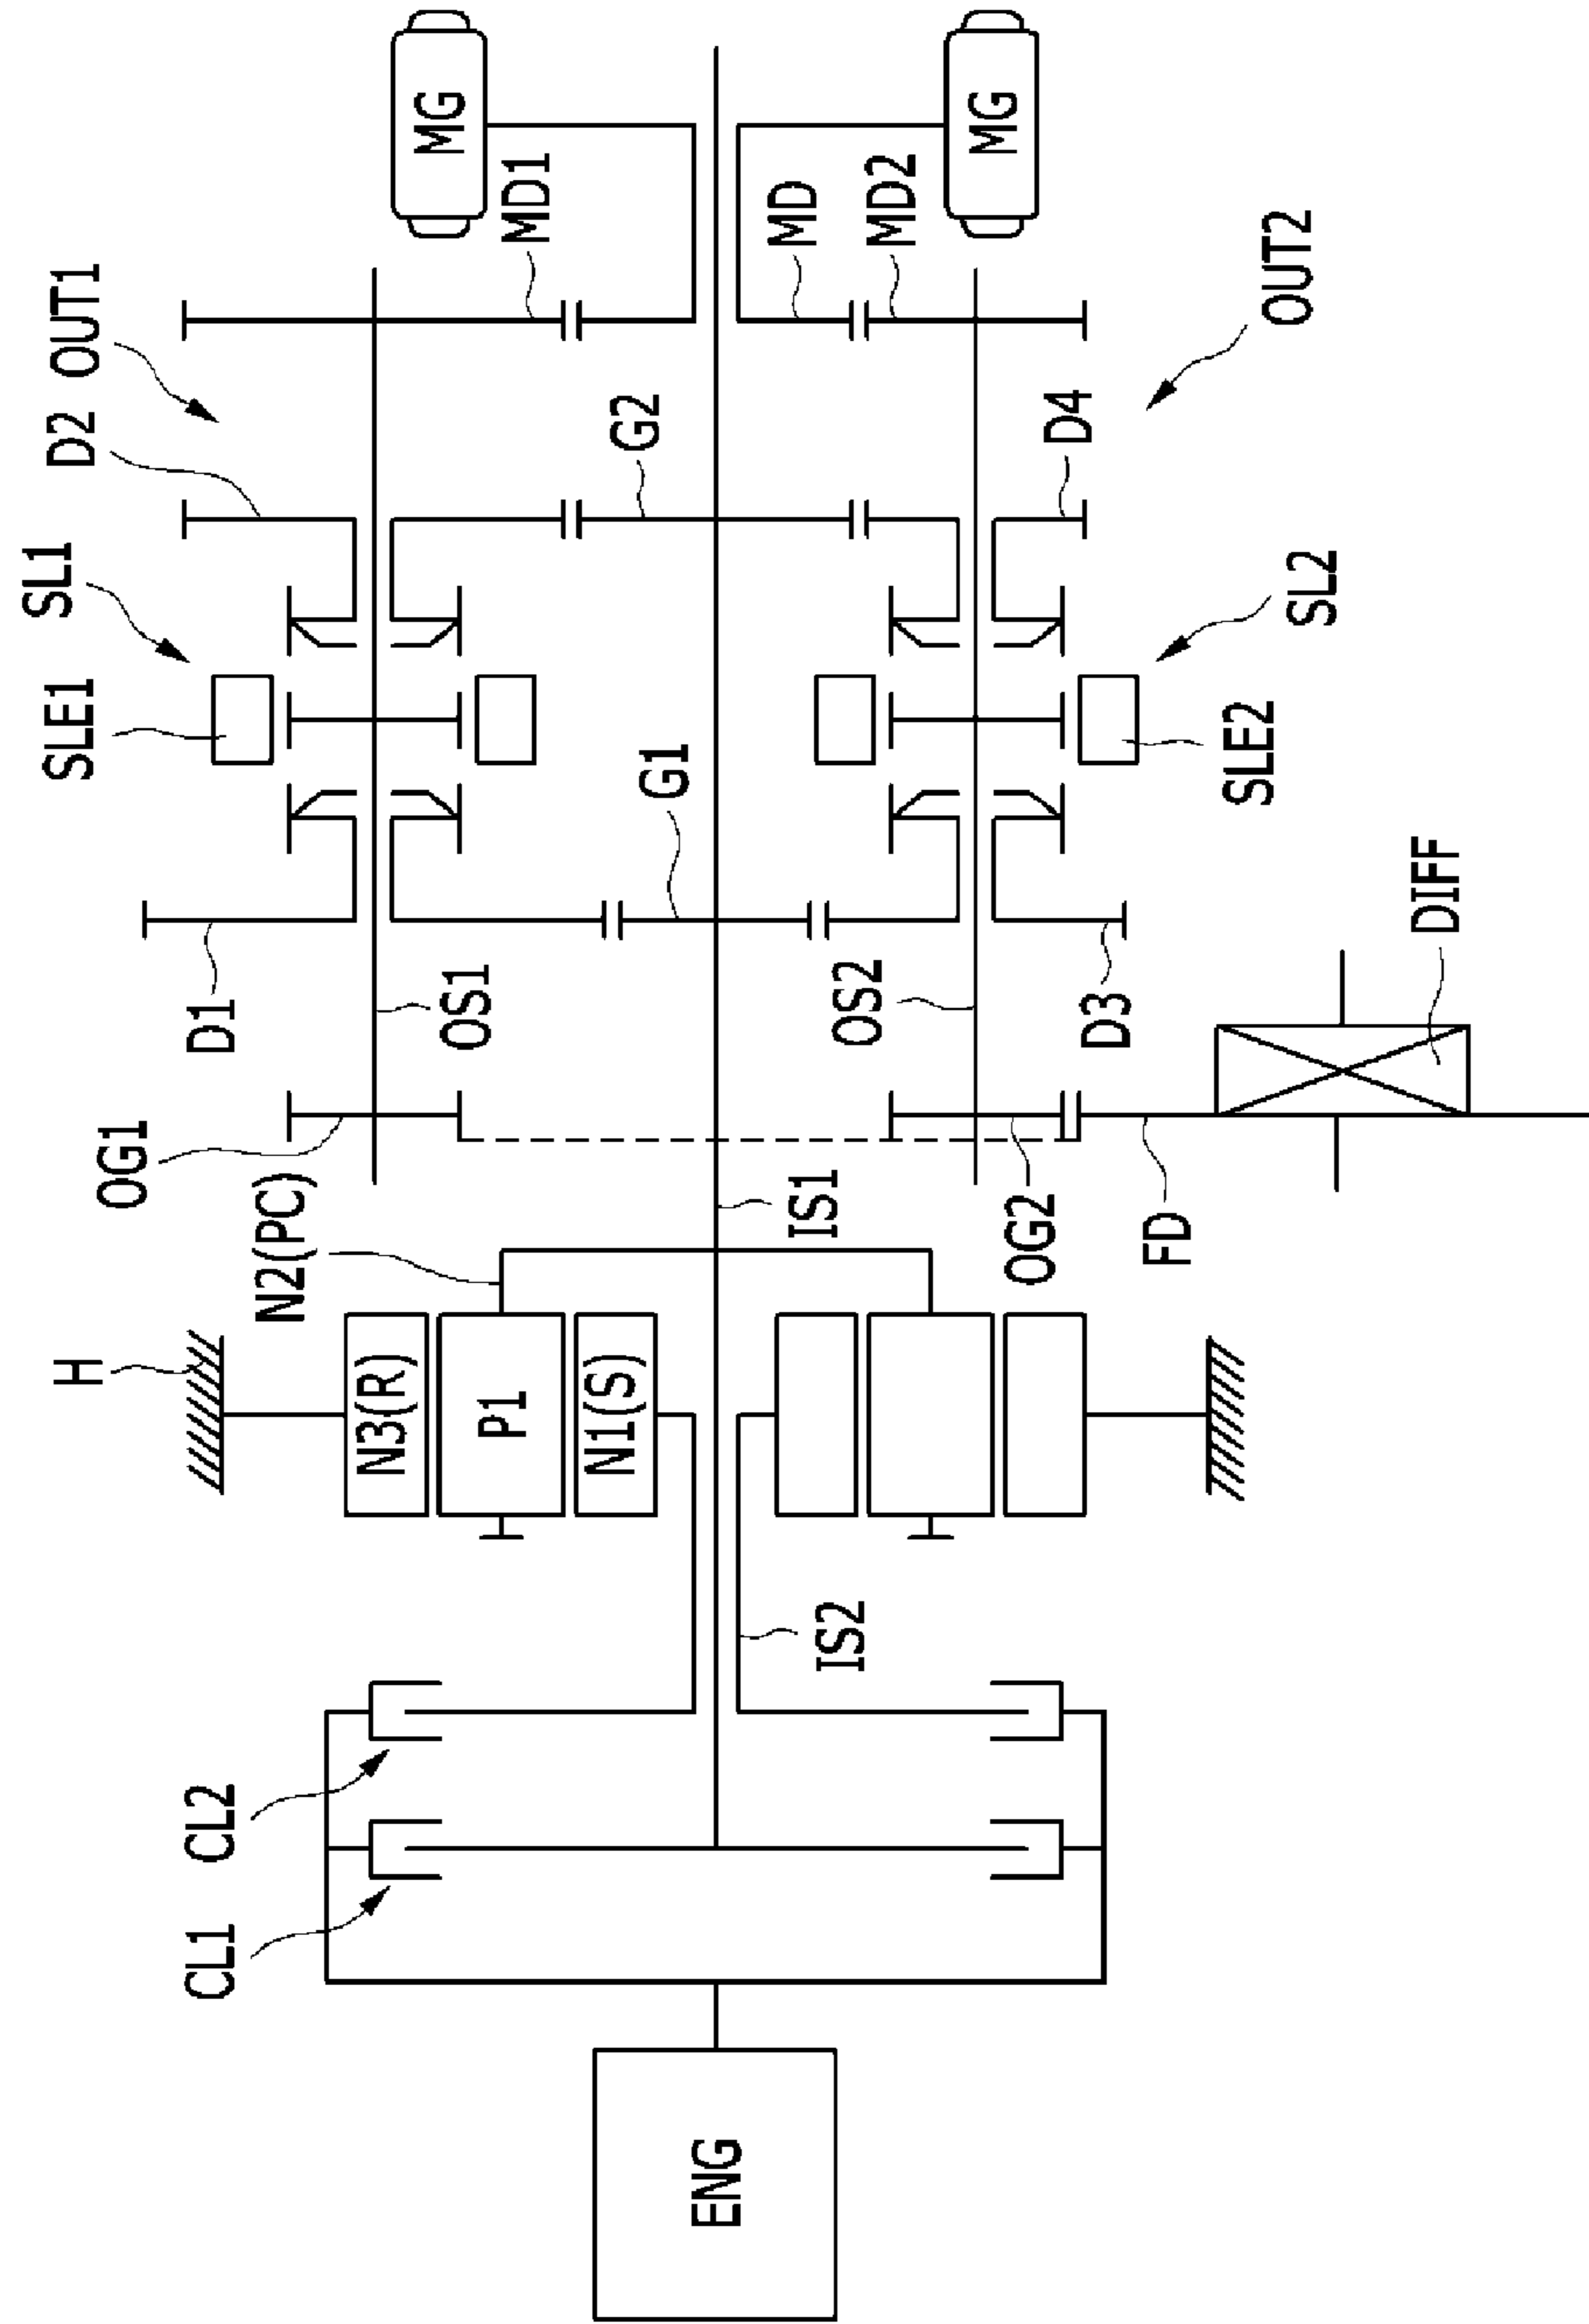 MG
MG
MD1
MD
MD2
OUT1
OUT2
D2
G2
D4
SL1
SL2
SLE1
SLE2
G1
DIFF
D1
OS1
OS2
D3
OG1
N2(PC)
IS1
OG2
FD
H
N3(R)
P1
N1(S)
IS2
CL2
CL1
ENG